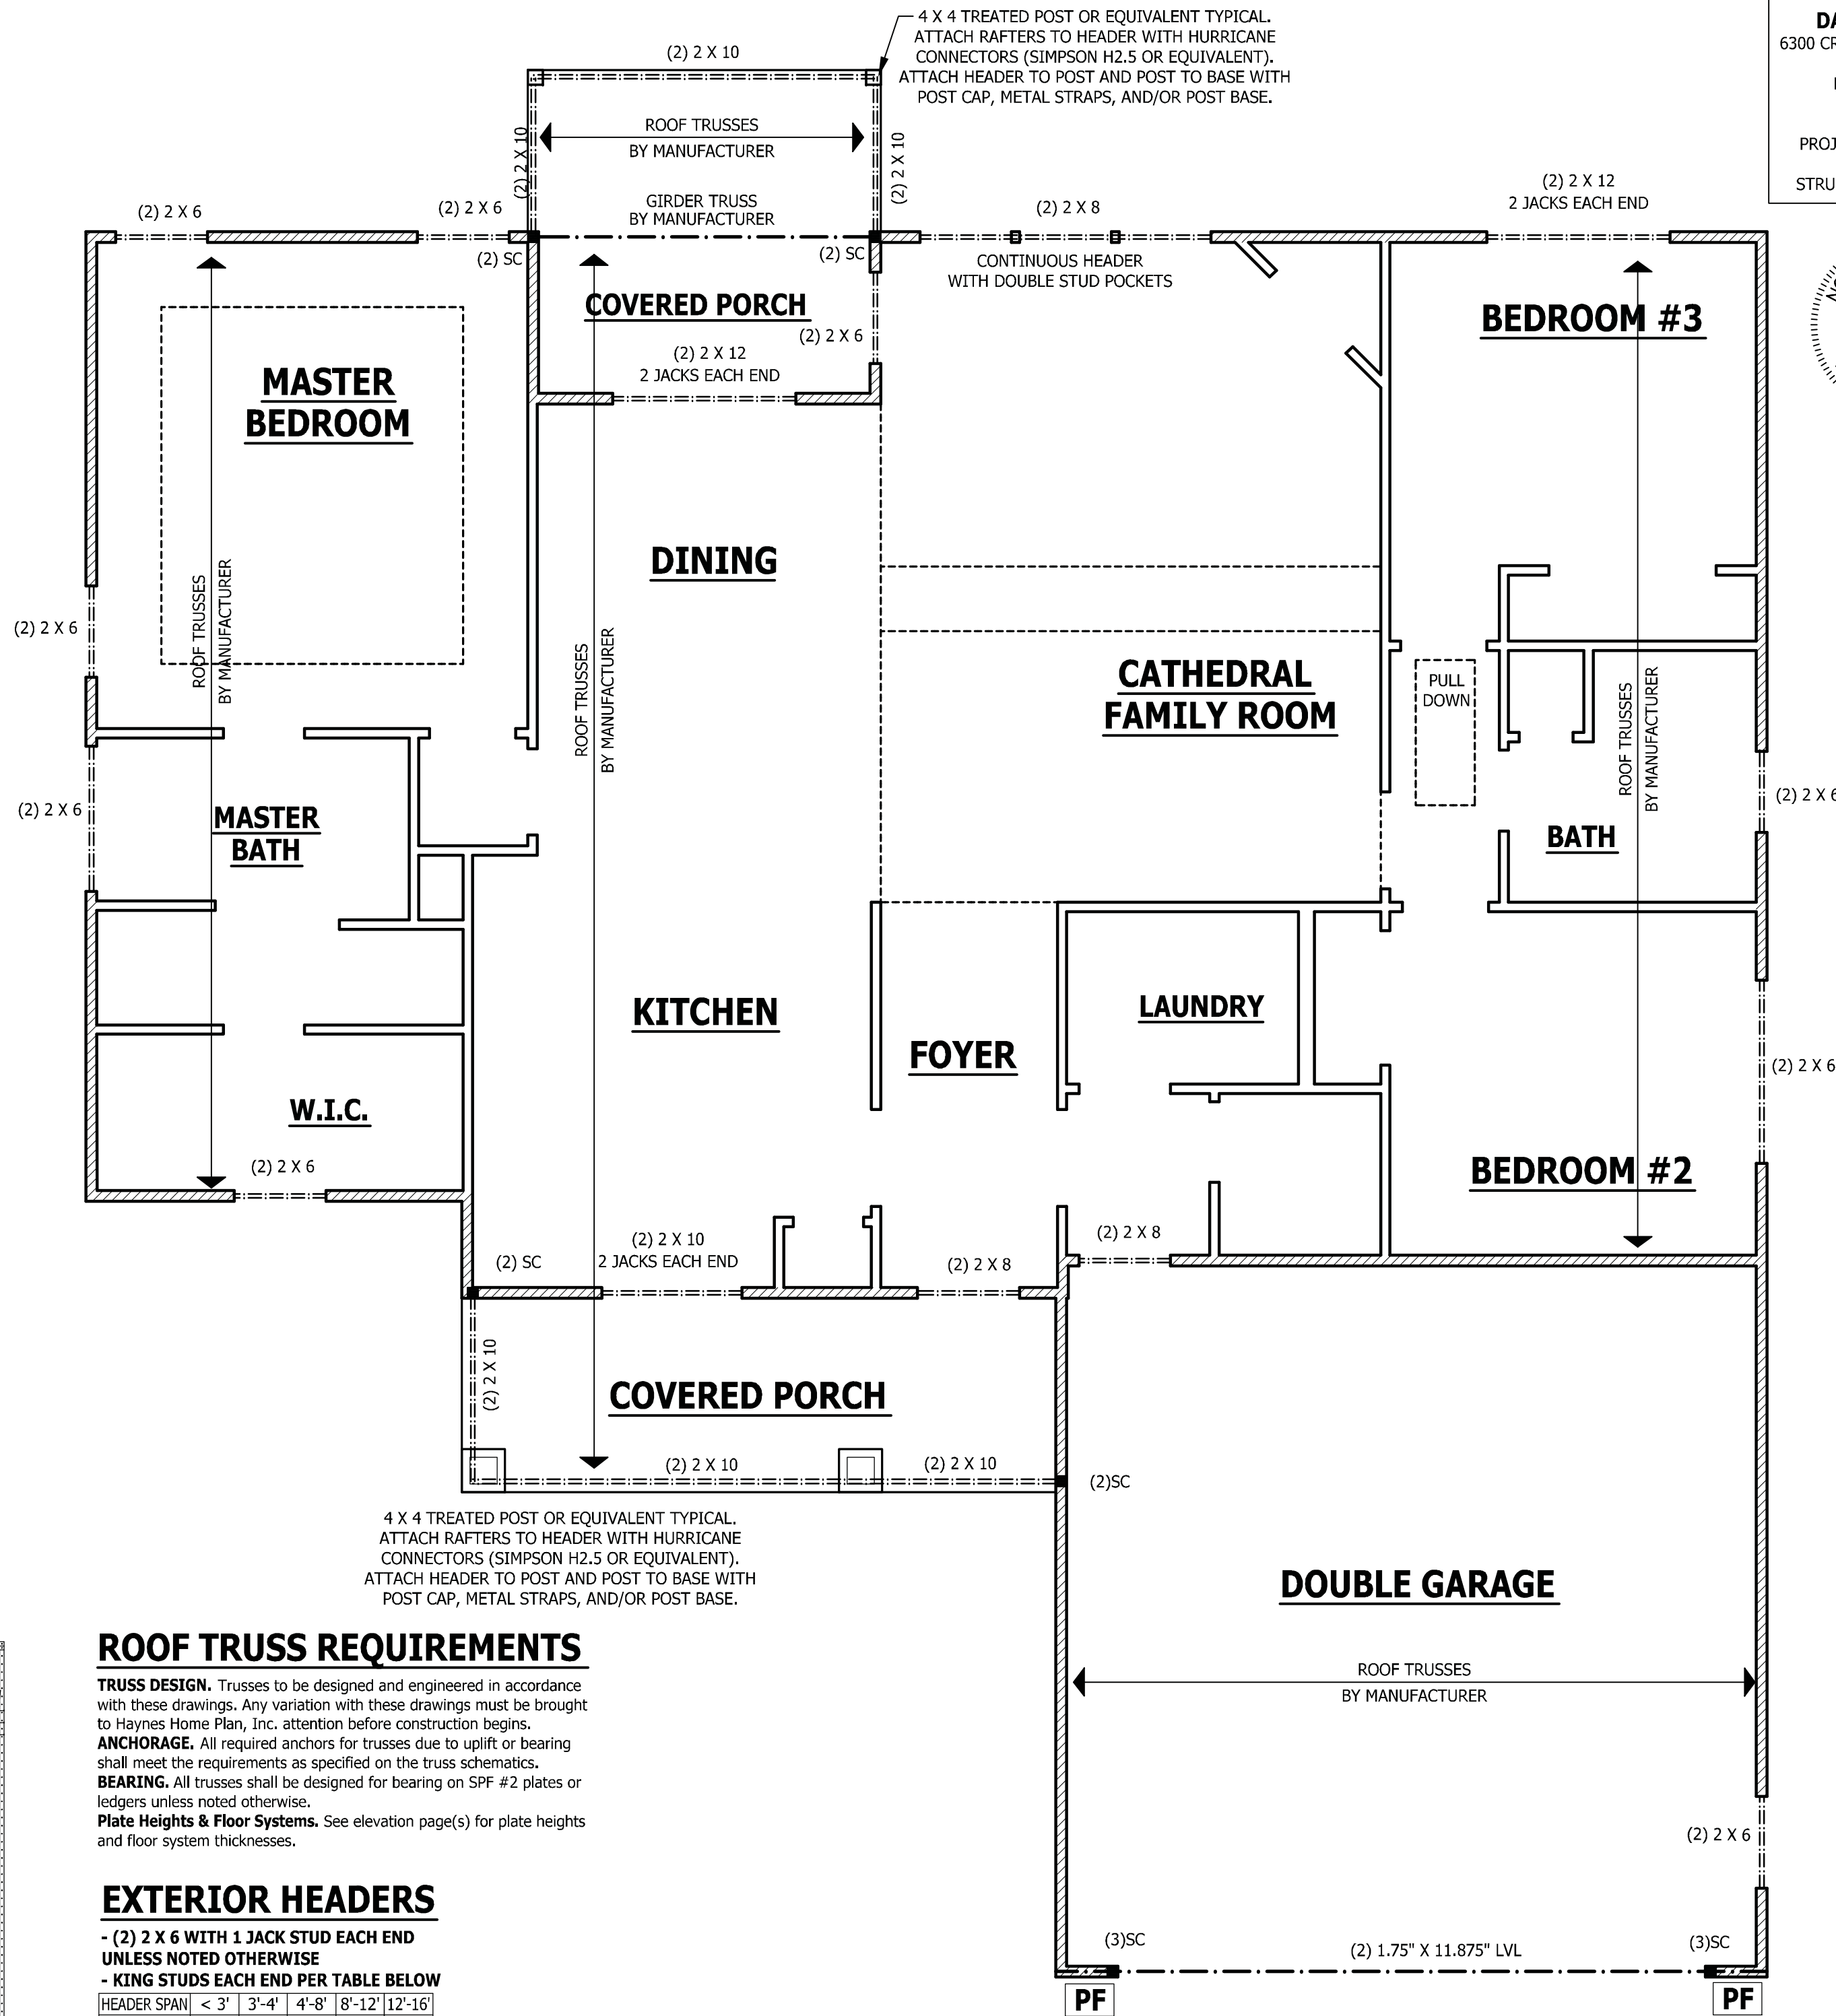 4 X 4 TREATED POST OR EQUIVALENT TYPICAL.
ATTACH RAFTERS TO HEADER WITH HURRICANE
CONNECTORS (SIMPSON H2.5 OR EQUIVALENT).
ATTACH HEADER TO POST AND POST TO BASE WITH
POST CAP, METAL STRAPS, AND/OR POST BASE.
6300 CR
PROJ
STRU
(2) 2 X 10
(2) 2 X 10
ROOF TRUSSES
BY MANUFACTURER
(2) 2 X 10
GIRDER TRUSS
BY MANUFACTURER
(2) 2 X 6
(2) 2 X 6
(2) 2 X 8
(2) 2 X 12
2 JACKS EACH END
(2) SC
(2) SC
CONTINUOUS HEADER
WITH DOUBLE STUD POCKETS
COVERED PORCH
(2) 2 X 6
(2) 2 X 12
2 JACKS EACH END
BEDROOM #3
MASTER
BEDROOM
DINING
ROOF TRUSSES
BY MANUFACTURER
(2) 2 X 6
ROOF TRUSSES
BY MANUFACTURER
CATHEDRAL
FAMILY ROOM
PULL
DOWN
ROOF TRUSSES
BY MANUFACTURER
(2) 2 X 6
(2) 2 X 6
MASTER
BATH
BATH
KITCHEN
LAUNDRY
FOYER
(2) 2 X 6
W.I.C.
(2) 2 X 6
BEDROOM #2
(2) SC
(2) 2 X 10
2 JACKS EACH END
(2) 2 X 8
(2) 2 X 8
(2) 2 X 10
COVERED PORCH
(2) 2 X 10
(2) 2 X 10
(2)SC
4 X 4 TREATED POST OR EQUIVALENT TYPICAL.
ATTACH RAFTERS TO HEADER WITH HURRICANE
CONNECTORS (SIMPSON H2.5 OR EQUIVALENT).
ATTACH HEADER TO POST AND POST TO BASE WITH
POST CAP, METAL STRAPS, AND/OR POST BASE.
DOUBLE GARAGE
ROOF TRUSSES
BY MANUFACTURER
(2) 2 X 6
(3)SC
(2) 1.75" X 11.875" LVL
(3)SC
PF
PF
ROOF TRUSS REQUIREMENTS
TRUSS DESIGN. Trusses to be designed and engineered in accordance
with these drawings. Any variation with these drawings must be brought
to Haynes Home Plan, Inc. attention before construction begins.
ANCHORAGE. All required anchors for trusses due to uplift or bearing
shall meet the requirements as specified on the truss schematics.
BEARING. All trusses shall be designed for bearing on SPF #2 plates or
ledgers unless noted otherwise.
Plate Heights & Floor Systems. See elevation page(s) for plate heights
and floor system thicknesses.
EXTERIOR HEADERS
- (2) 2 X 6 WITH 1 JACK STUD EACH END
UNLESS NOTED OTHERWISE
- KING STUDS EACH END PER TABLE BELOW
HEADER SPAN < 3' 3'-4' 4'-8' 8'-12' 12'-16'